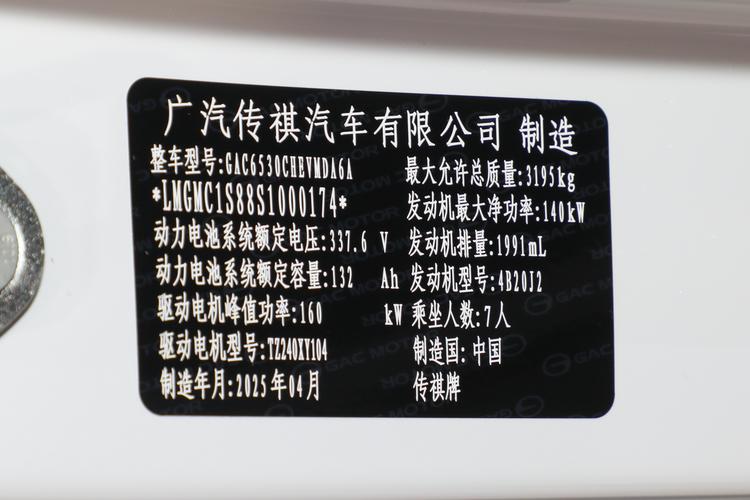 广汽传祺汽车有限公司 制造
整车型号:GAC6530CHEVMDA6A 最大允许总质量:3195kg
*LMGMC1S88S1000174* 发动机最大净功率:140kW
动力电池系统额定电压:337.6 V 发动机排量:1991mL
动力电池系统额定容量:132 Ah 发动机型号:4B20J2
驱动电机峰值功率:160 kW 乘坐人数:7人
驱动电机型号:TZ240XY104 制造国:中国
制造年月:2025年04月 传祺牌
GAC MOTOR